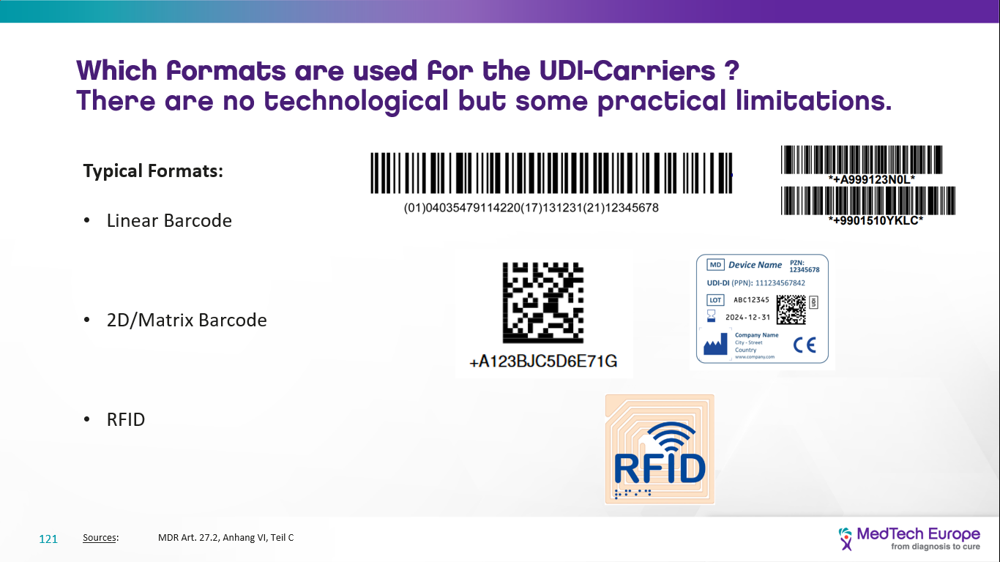 Which formats are used for the UDI-Carriers ?
There are no technological but some practical limitations.
Typical Formats:
• Linear Barcode
(01)04035479114220(17)131231(21)12345678
*+A999123N0L*
*+9901510YKLC*
• 2D/Matrix Barcode
+A123BJC5D6E71G
MD Device Name PZN:
12345678
UDI-DI (PPN): 111234567842
LOT ABC12345
UDI
2024-12-31
Company Name
City - Street
Country
www.company.com
CE
• RFID
RFID
121 Sources: MDR Art. 27.2, Anhang VI, Teil C
MedTech Europe
from diagnosis to cure